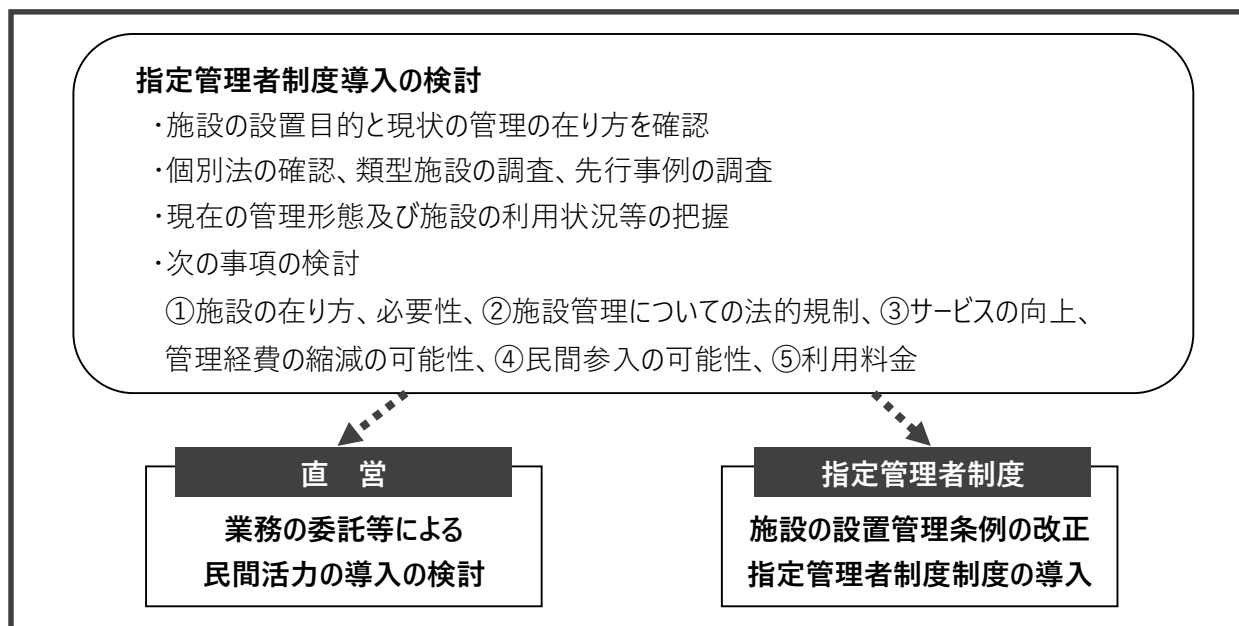 指定管理者制度導入の検討
・施設の設置目的と現状の管理の在り方を確認
・個別法の確認、類型施設の調査、先行事例の調査
・現在の管理形態及び施設の利用状況等の把握
・次の事項の検討
①施設の在り方、必要性、②施設管理についての法的規制、③サービスの向上、
管理経費の縮減の可能性、④民間参入の可能性、⑤利用料金
直　営
業務の委託等による
民間活力の導入の検討
指定管理者制度
施設の設置管理条例の改正
指定管理者制度制度の導入